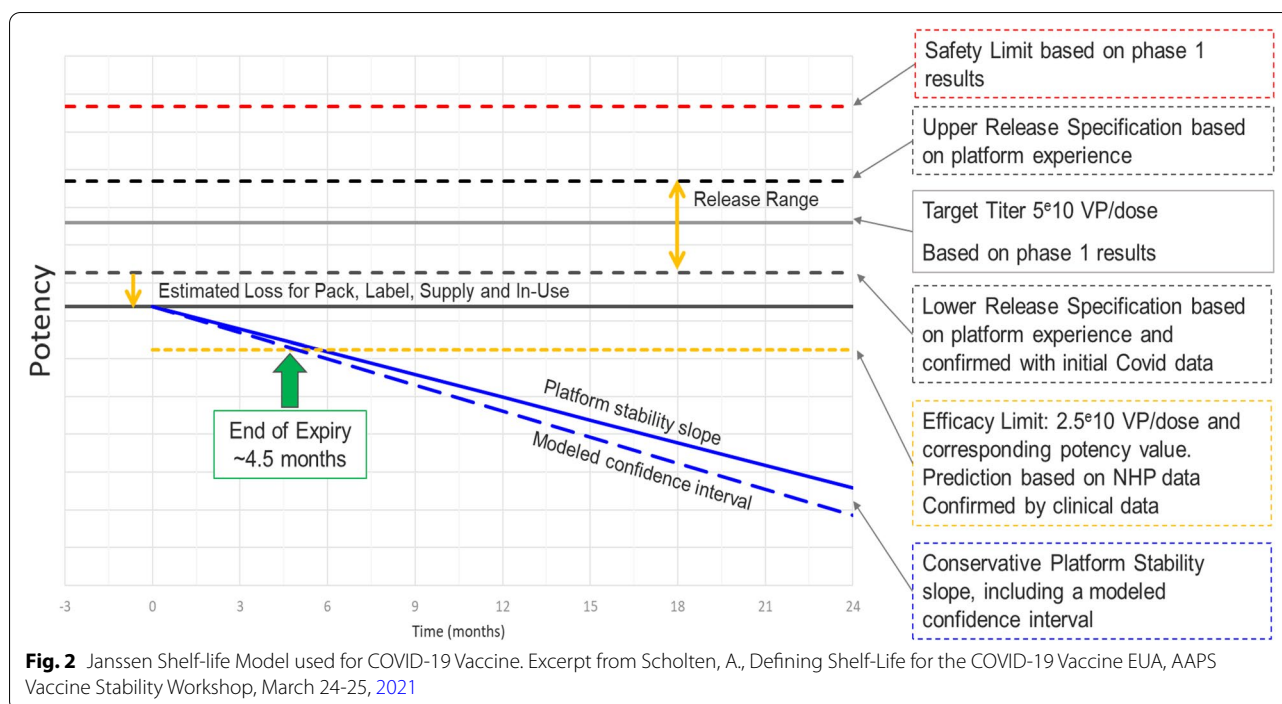 Safety Limit based on phase 1
results
Upper Release Specification based
on platform experience
Release Range
Target Titer 5ᵉ10 VP/dose
Based on phase 1 results
Potency
Estimated Loss for Pack, Label, Supply and In-Use
Lower Release Specification based
on platform experience and
confirmed with initial Covid data
End of Expiry
~4.5 months
Platform stability slope
Modeled confidence interval
Efficacy Limit: 2.5ᵉ10 VP/dose and
corresponding potency value.
Prediction based on NHP data
Confirmed by clinical data
Conservative Platform Stability
slope, including a modeled
confidence interval
-3 0 3 6 9 12 15 18 21 24
Time (months)
Fig. 2 Janssen Shelf-life Model used for COVID-19 Vaccine. Excerpt from Scholten, A., Defining Shelf-Life for the COVID-19 Vaccine EUA, AAPS
Vaccine Stability Workshop, March 24-25, 2021